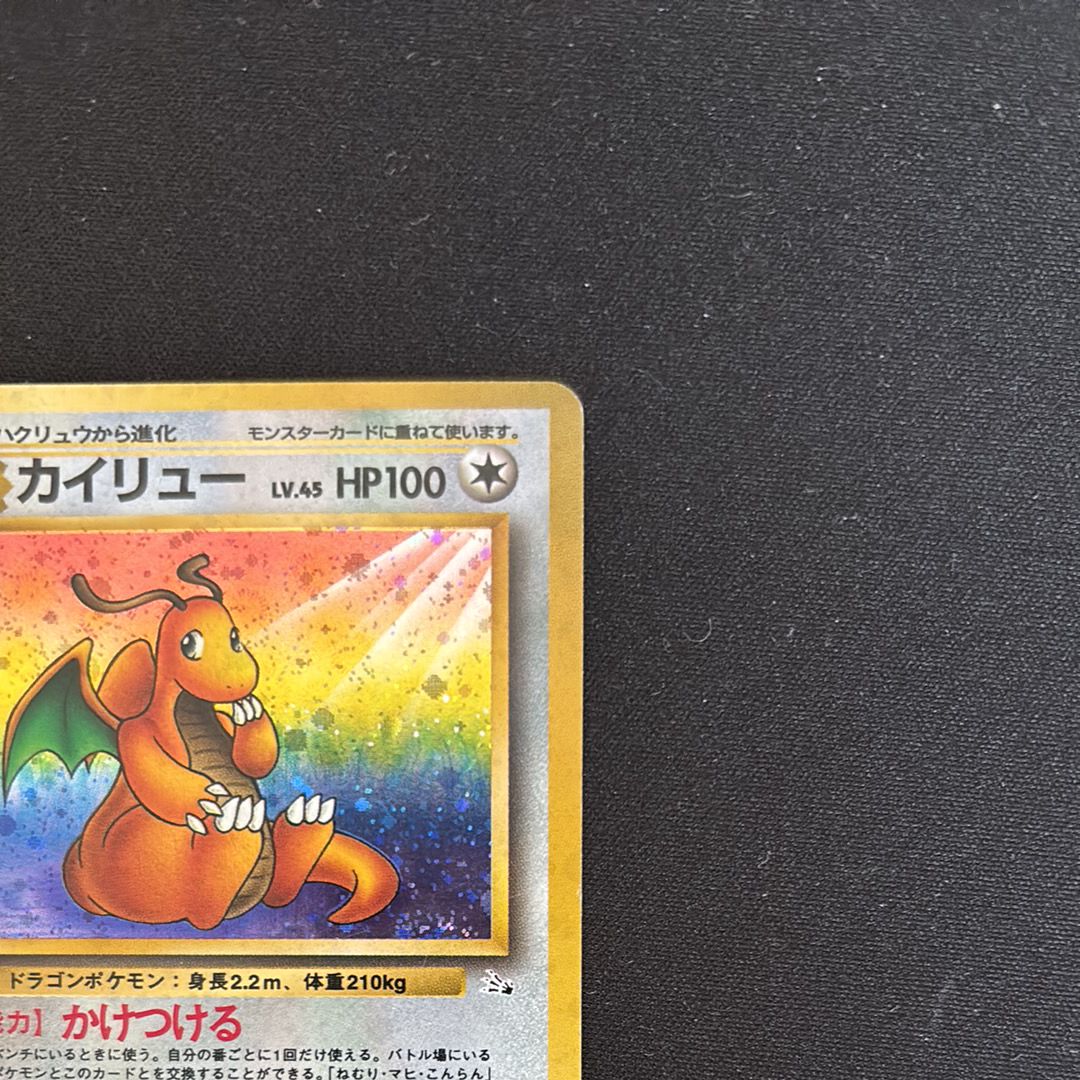 ハクリュウから進化
モンスターカードに重ねて使います。
カイリュー LV.45 HP100
ドラゴンポケモン：身長2.2m、体重210kg
力】かけつける
ンチにいるときに使う。自分の番ごとに1回だけ使える。バトル場にいる
ポケモンとこのカードとを交換することができる。「ねむり・マヒ・こんらん」